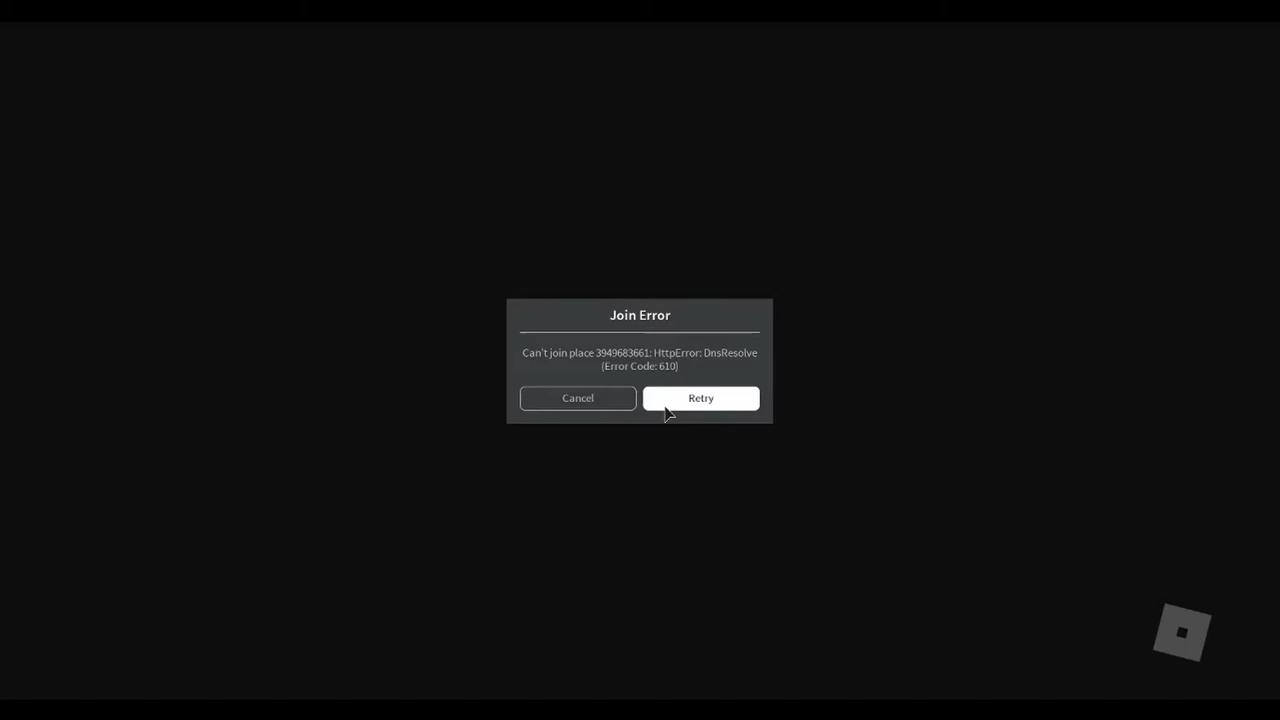 Join Error
Can't join place 3949683661: HttpError: DnsResolve
(Error Code: 610)
Cancel
Retry